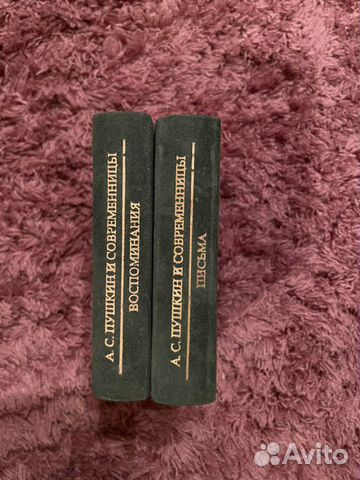 А.С. ПУШКИН И СОВРЕМЕННИЦЫ
ВОСПОМИНАНИЯ
А.С. ПУШКИН И СОВРЕМЕННИЦЫ
ПИСЬМА
Avito